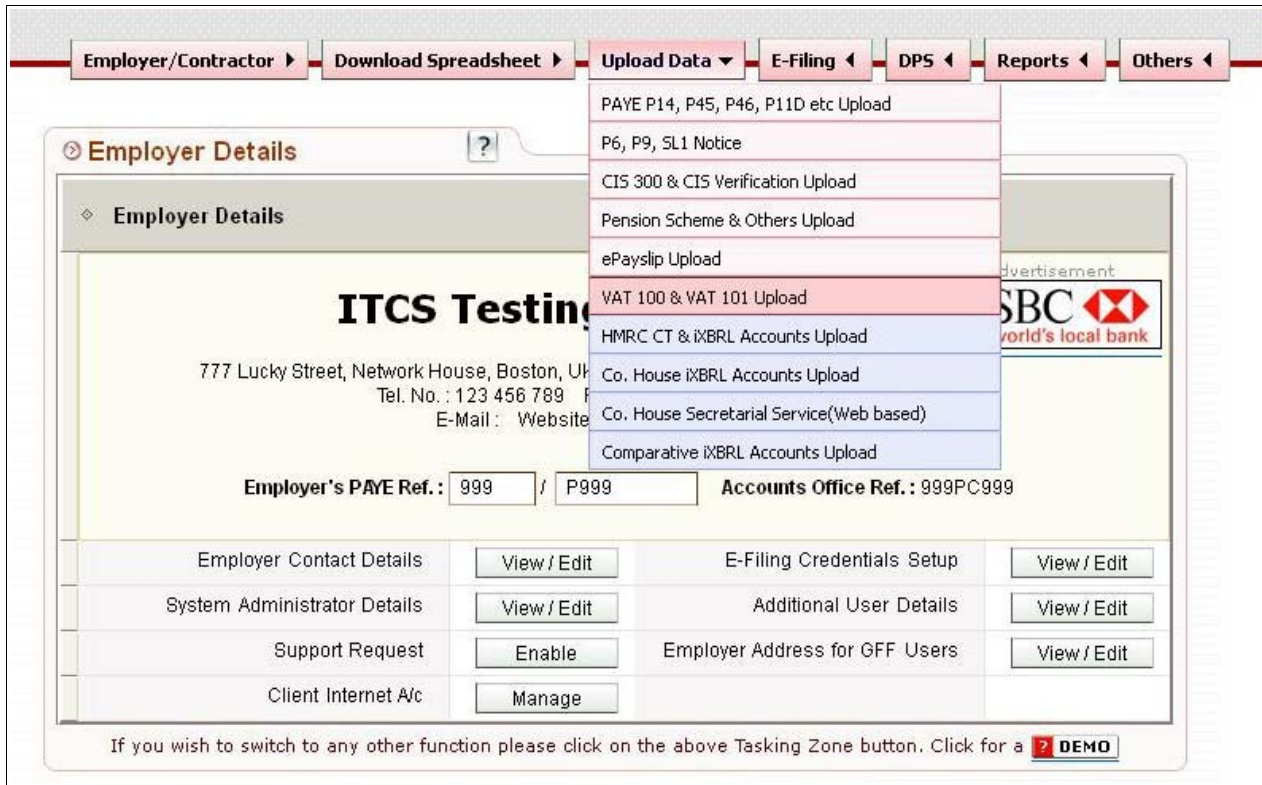 Employer/Contractor Download Spreadsheet Upload Data E-Filing DPS Reports Others
PAYE P14, P45, P46, P11D etc Upload
P6, P9, SL1 Notice
CIS 300 & CIS Verification Upload
Pension Scheme & Others Upload
ePayslip Upload
VAT 100 & VAT 101 Upload
HMRC CT & iXBRL Accounts Upload
Co. House iXBRL Accounts Upload
Co. House Secretarial Service(Web based)
Comparative iXBRL Accounts Upload
Employer Details ?
Employer Details
dvertisement
SBC
world's local bank
ITCS Testing
777 Lucky Street, Network House, Boston,
Tel. No. : 123 456 789
E-Mail : Website
Employer's PAYE Ref. : 999 / P999 Accounts Office Ref. : 999PC999
Employer Contact Details View / Edit E-Filing Credentials Setup View / Edit
System Administrator Details View / Edit Additional User Details View / Edit
Support Request Enable Employer Address for GFF Users View / Edit
Client Internet A/c Manage
If you wish to switch to any other function please click on the above Tasking Zone button. Click for a ? DEMO